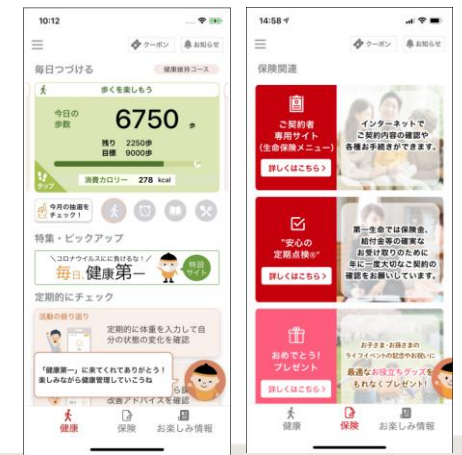 10:12
クーポン
お知らせ
毎日つづける
健康維持コース
歩くを楽しもう
今日の
歩数
6750 歩
残り 2250歩
目標 9000歩
タップ
消費カロリー 278 kcal
今月の抽選を
チェック！
特集・ピックアップ
＼コロナウイルスにに負けるな！／
毎日、健康第一
特設
サイト
定期的にチェック
活動の振り返り
定期的に体重を入力して自
分の状態の変化を確認
「健康第一」に来てくれてありがとう！
楽しみながら健康管理していこうね
改善アドバイスを確認
健康
保険
お楽しみ情報
14:58
クーポン
お知らせ
保険関連
ご契約者
専用サイト
(生命保険メニュー)
詳しくはこちら>
インターネットで
ご契約内容の確認や
各種お手続きができます。
"安心の
定期点検®"
詳しくはこちら>
第一生命では保険金、
給付金等の確実な
お受け取りのために
年に一度大切なご契約の
確認をお願いしています。
おめでとう！
プレゼント
詳しくはこちら>
お子さま・お孫さまの
ライフイベントの記念やお祝いに
最適なお役立ちグッズを
もれなくプレゼント！
健康
保険
お楽しみ情報